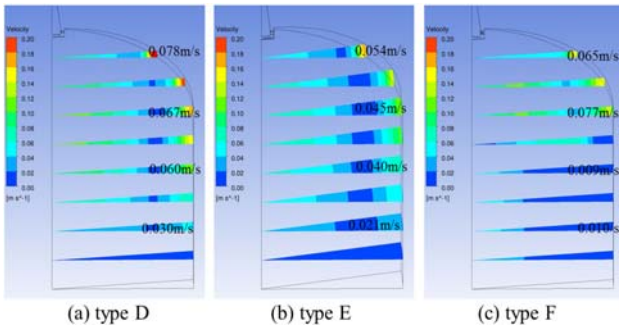 Velocity
0.20
0.18
0.16
0.14
0.12
0.10
0.08
0.06
0.04
0.02
0.00
[m s^-1]
0.078m/s
0.067m/s
0.060m/s
0.030m/s
(a) type D
Velocity
0.20
0.18
0.16
0.14
0.12
0.10
0.08
0.06
0.04
0.02
0.00
[m s^-1]
0.054m/s
0.045m/s
0.040m/s
0.021m/s
(b) type E
Velocity
0.20
0.18
0.16
0.14
0.12
0.10
0.08
0.06
0.04
0.02
0.00
[m s^-1]
0.065m/s
0.077m/s
0.009m/s
0.010m/s
(c) type F